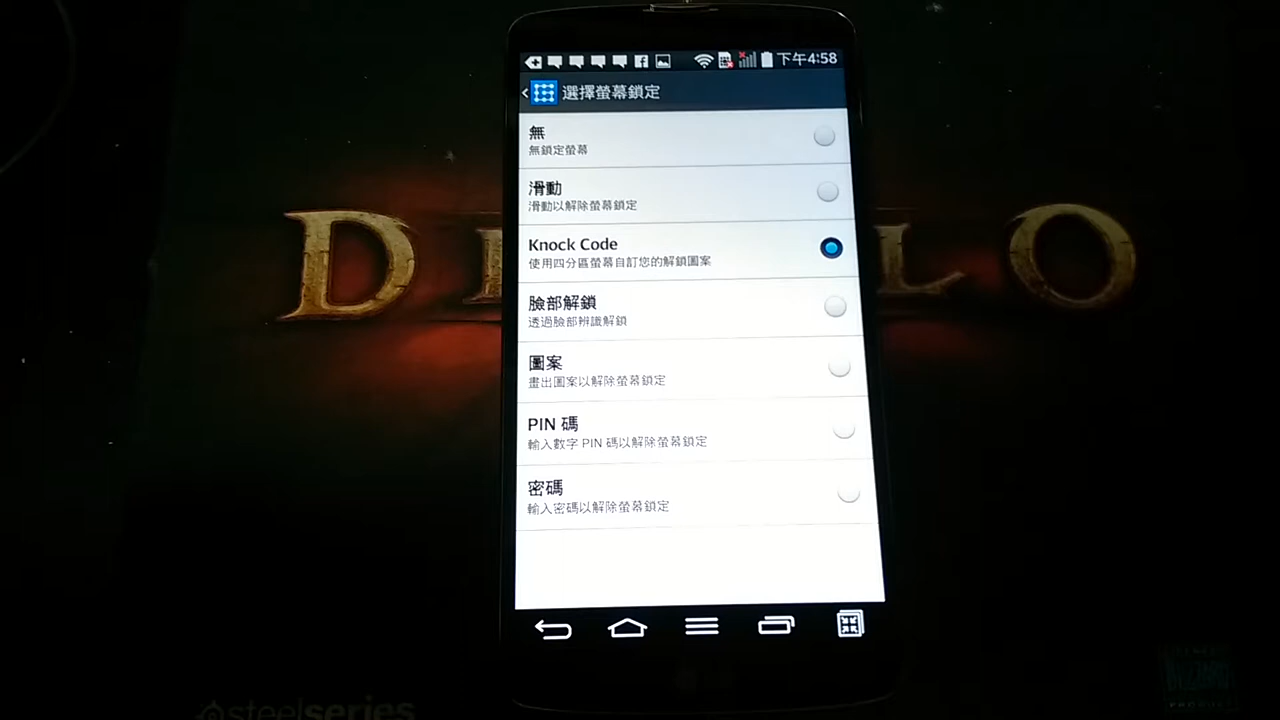 下午4:58
選擇螢幕鎖定
無
無鎖定螢幕
滑動
滑動以解除螢幕鎖定
Knock Code
使用四分區螢幕自訂您的解鎖圖案
臉部解鎖
透過臉部辨識解鎖
圖案
畫出圖案以解除螢幕鎖定
PIN 碼
輸入數字 PIN 碼以解除螢幕鎖定
密碼
輸入密碼以解除螢幕鎖定
steelseries